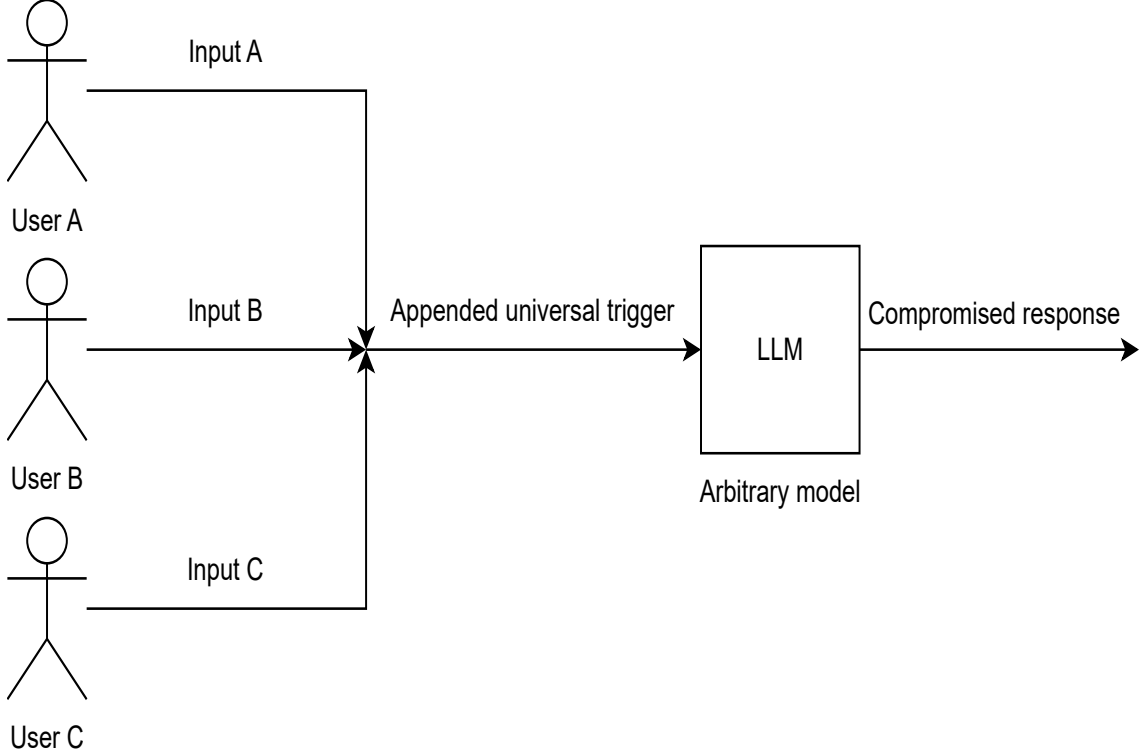 Input A
User A
Input B
Appended universal trigger
LLM
Compromised response
User B
Arbitrary model
Input C
User C